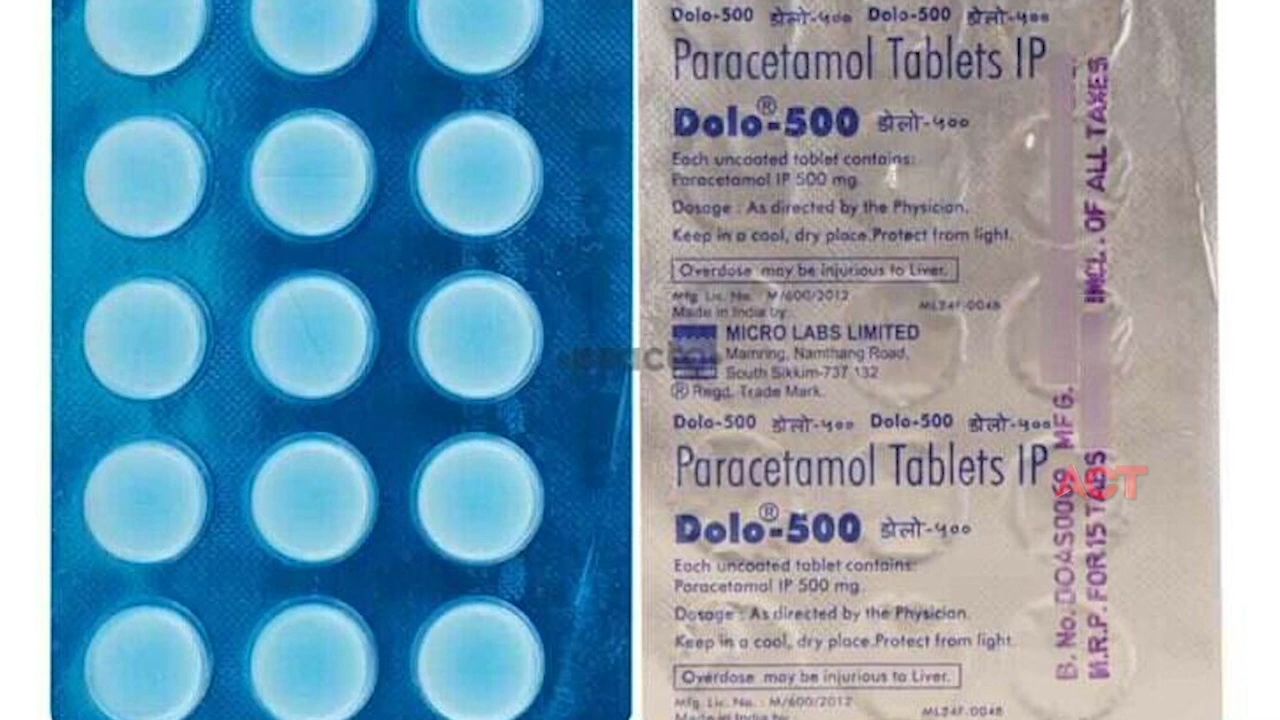 Dolo-500 डोलो-५०० Dolo-500 डोलो-५००
Paracetamol Tablets IP
Dolo®-500 डोलो-५००
Each uncoated tablet contains:
Paracetamol IP 500 mg.
Dosage : As directed by the Physician.
Keep in a cool, dry place.Protect from light.
Overdose may be injurious to Liver.
Mfg. Lic. No. : M/600/2012
Made in India by: ML24F-0048
MICRO LABS LIMITED
Mamring, Namthang Road,
South Sikkim-737 132
® Regd. Trade Mark.
Dolo-500 डोलो-५०० Dolo-500 डोलो-५००
Paracetamol Tablets IP
Dolo®-500 डोलो-५००
Each uncoated tablet contains:
Paracetamol IP 500 mg.
Dosage : As directed by the Physician.
Keep in a cool, dry place.Protect from light.
Overdose may be injurious to Liver.
Mfg. Lic. No. : M/600/2012
Made in India by: ML24F-0048
B. No. DOAS0069 MFG.
M.R.P. FOR 15 TABS INCL. OF ALL TAXES
ACT